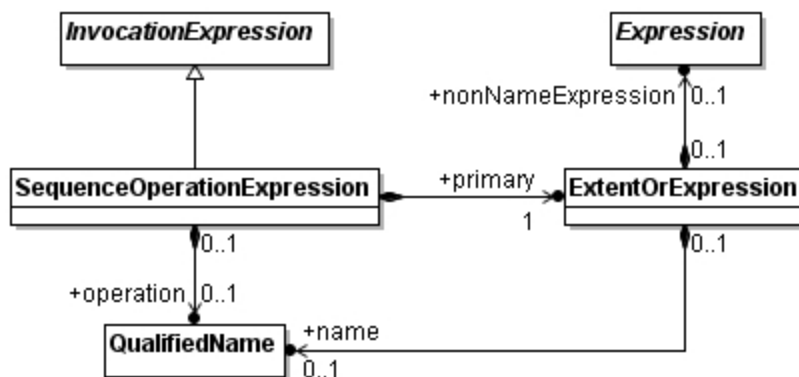 InvocationExpression
Expression
+nonNameExpression
0..1
0..1
SequenceOperationExpression
+primary
1
ExtentOrExpression
0..1
0..1
+operation
0..1
QualifiedName
+name
0..1